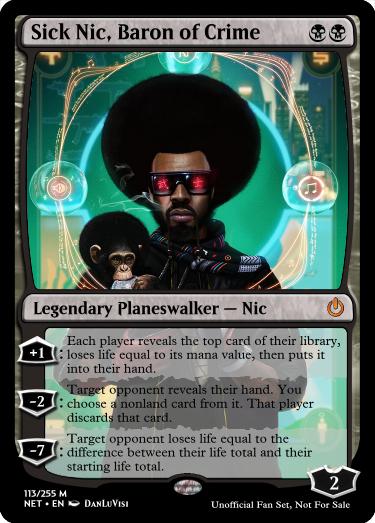 Sick Nic, Baron of Crime
Legendary Planeswalker — Nic
+1
: Each player reveals the top card of their library,
loses life equal to its mana value, then puts it
into their hand.
-2
: Target opponent reveals their hand. You
choose a nonland card from it. That player
discards that card.
-7
: Target opponent loses life equal to the
difference between their life total and their
starting life total.
2
113/255 M
NET • EN DanLuVisi
Unofficial Fan Set, Not For Sale